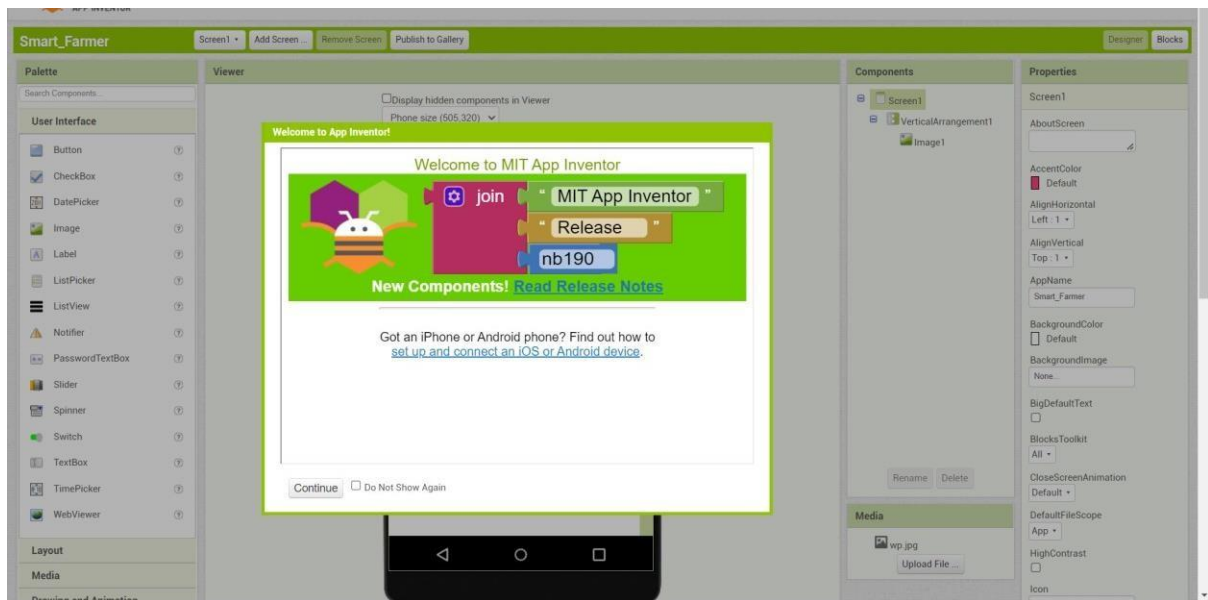 APP INVENTOR
Smart_Farmer
Screen1
Add Screen ...
Remove Screen
Publish to Gallery
Designer
Blocks
Palette
Search Components...
User Interface
Button
CheckBox
DatePicker
Image
Label
ListPicker
ListView
Notifier
PasswordTextBox
Slider
Spinner
Switch
TextBox
TimePicker
WebViewer
Layout
Media
Drawing and Animation
Viewer
Display hidden components in Viewer
Phone size (505,320)
Welcome to App Inventor!
Welcome to MIT App Inventor
join
" MIT App Inventor "
" Release "
nb190
New Components! Read Release Notes
Got an iPhone or Android phone? Find out how to
set up and connect an iOS or Android device.
Continue
Do Not Show Again
Components
Screen1
VerticalArrangement1
Image1
Rename
Delete
Media
wp.jpg
Upload File ...
Properties
Screen1
AboutScreen
AccentColor
Default
AlignHorizontal
Left : 1
AlignVertical
Top : 1
AppName
Smart_Farmer
BackgroundColor
Default
BackgroundImage
None...
BigDefaultText
BlocksToolkit
All
CloseScreenAnimation
Default
DefaultFileScope
App
HighContrast
Icon